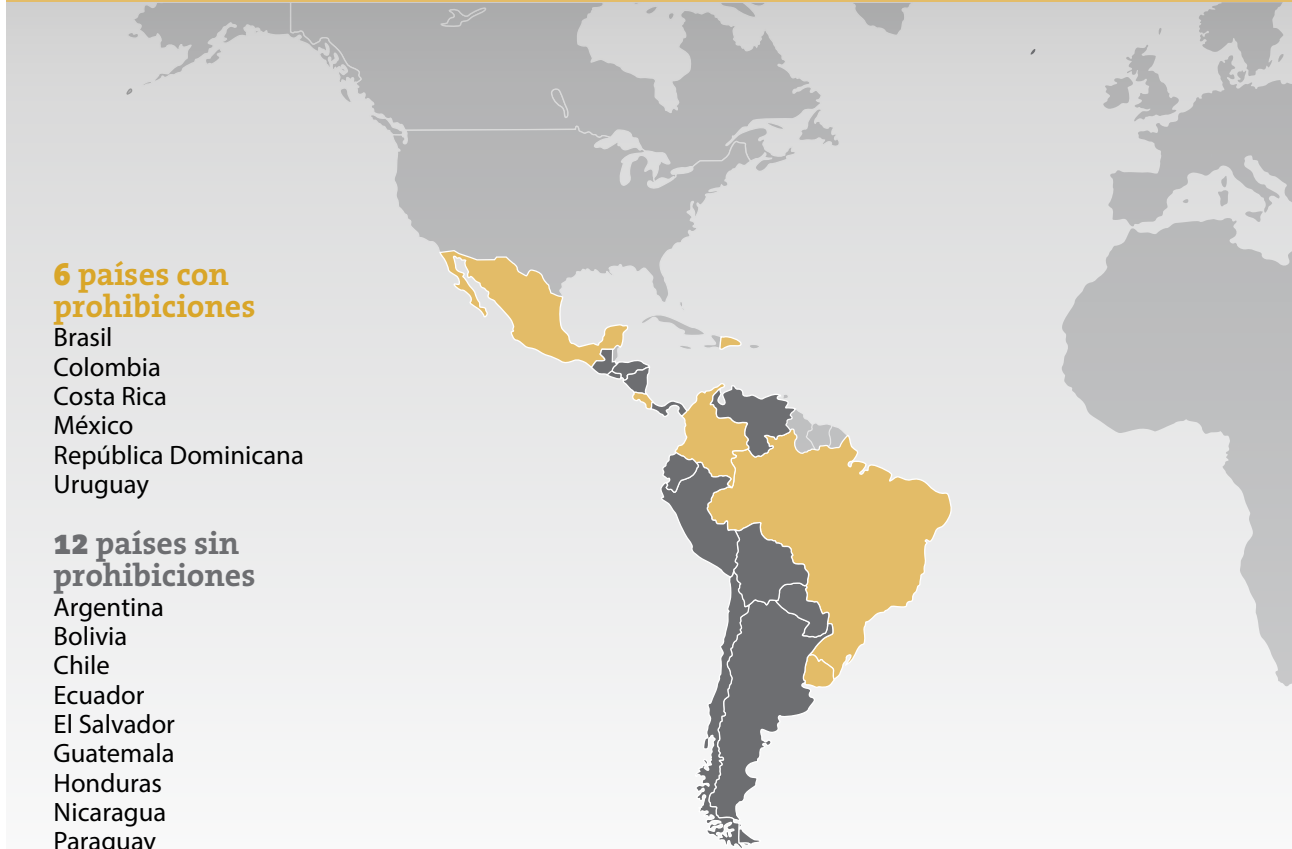 6 países con
prohibiciones
Brasil
Colombia
Costa Rica
México
República Dominicana
Uruguay
12 países sin
prohibiciones
Argentina
Bolivia
Chile
Ecuador
El Salvador
Guatemala
Honduras
Nicaragua
Paraguay